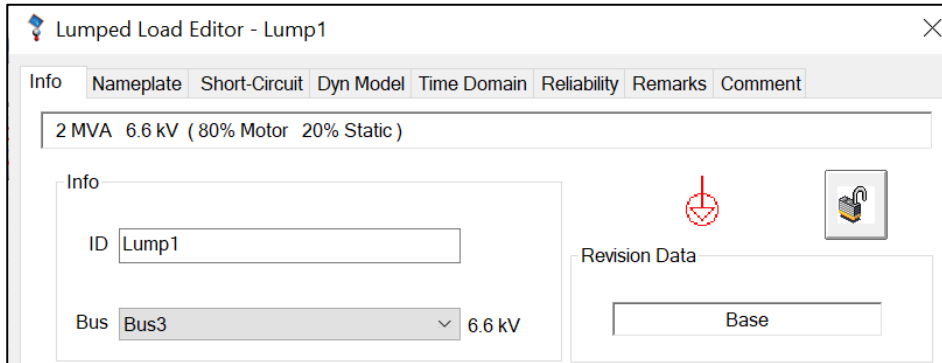 Lumped Load Editor - Lump1
Info Nameplate Short-Circuit Dyn Model Time Domain Reliability Remarks Comment
2 MVA 6.6 kV ( 80% Motor 20% Static )
Info
ID Lump1
Revision Data
Bus Bus3 6.6 kV
Base